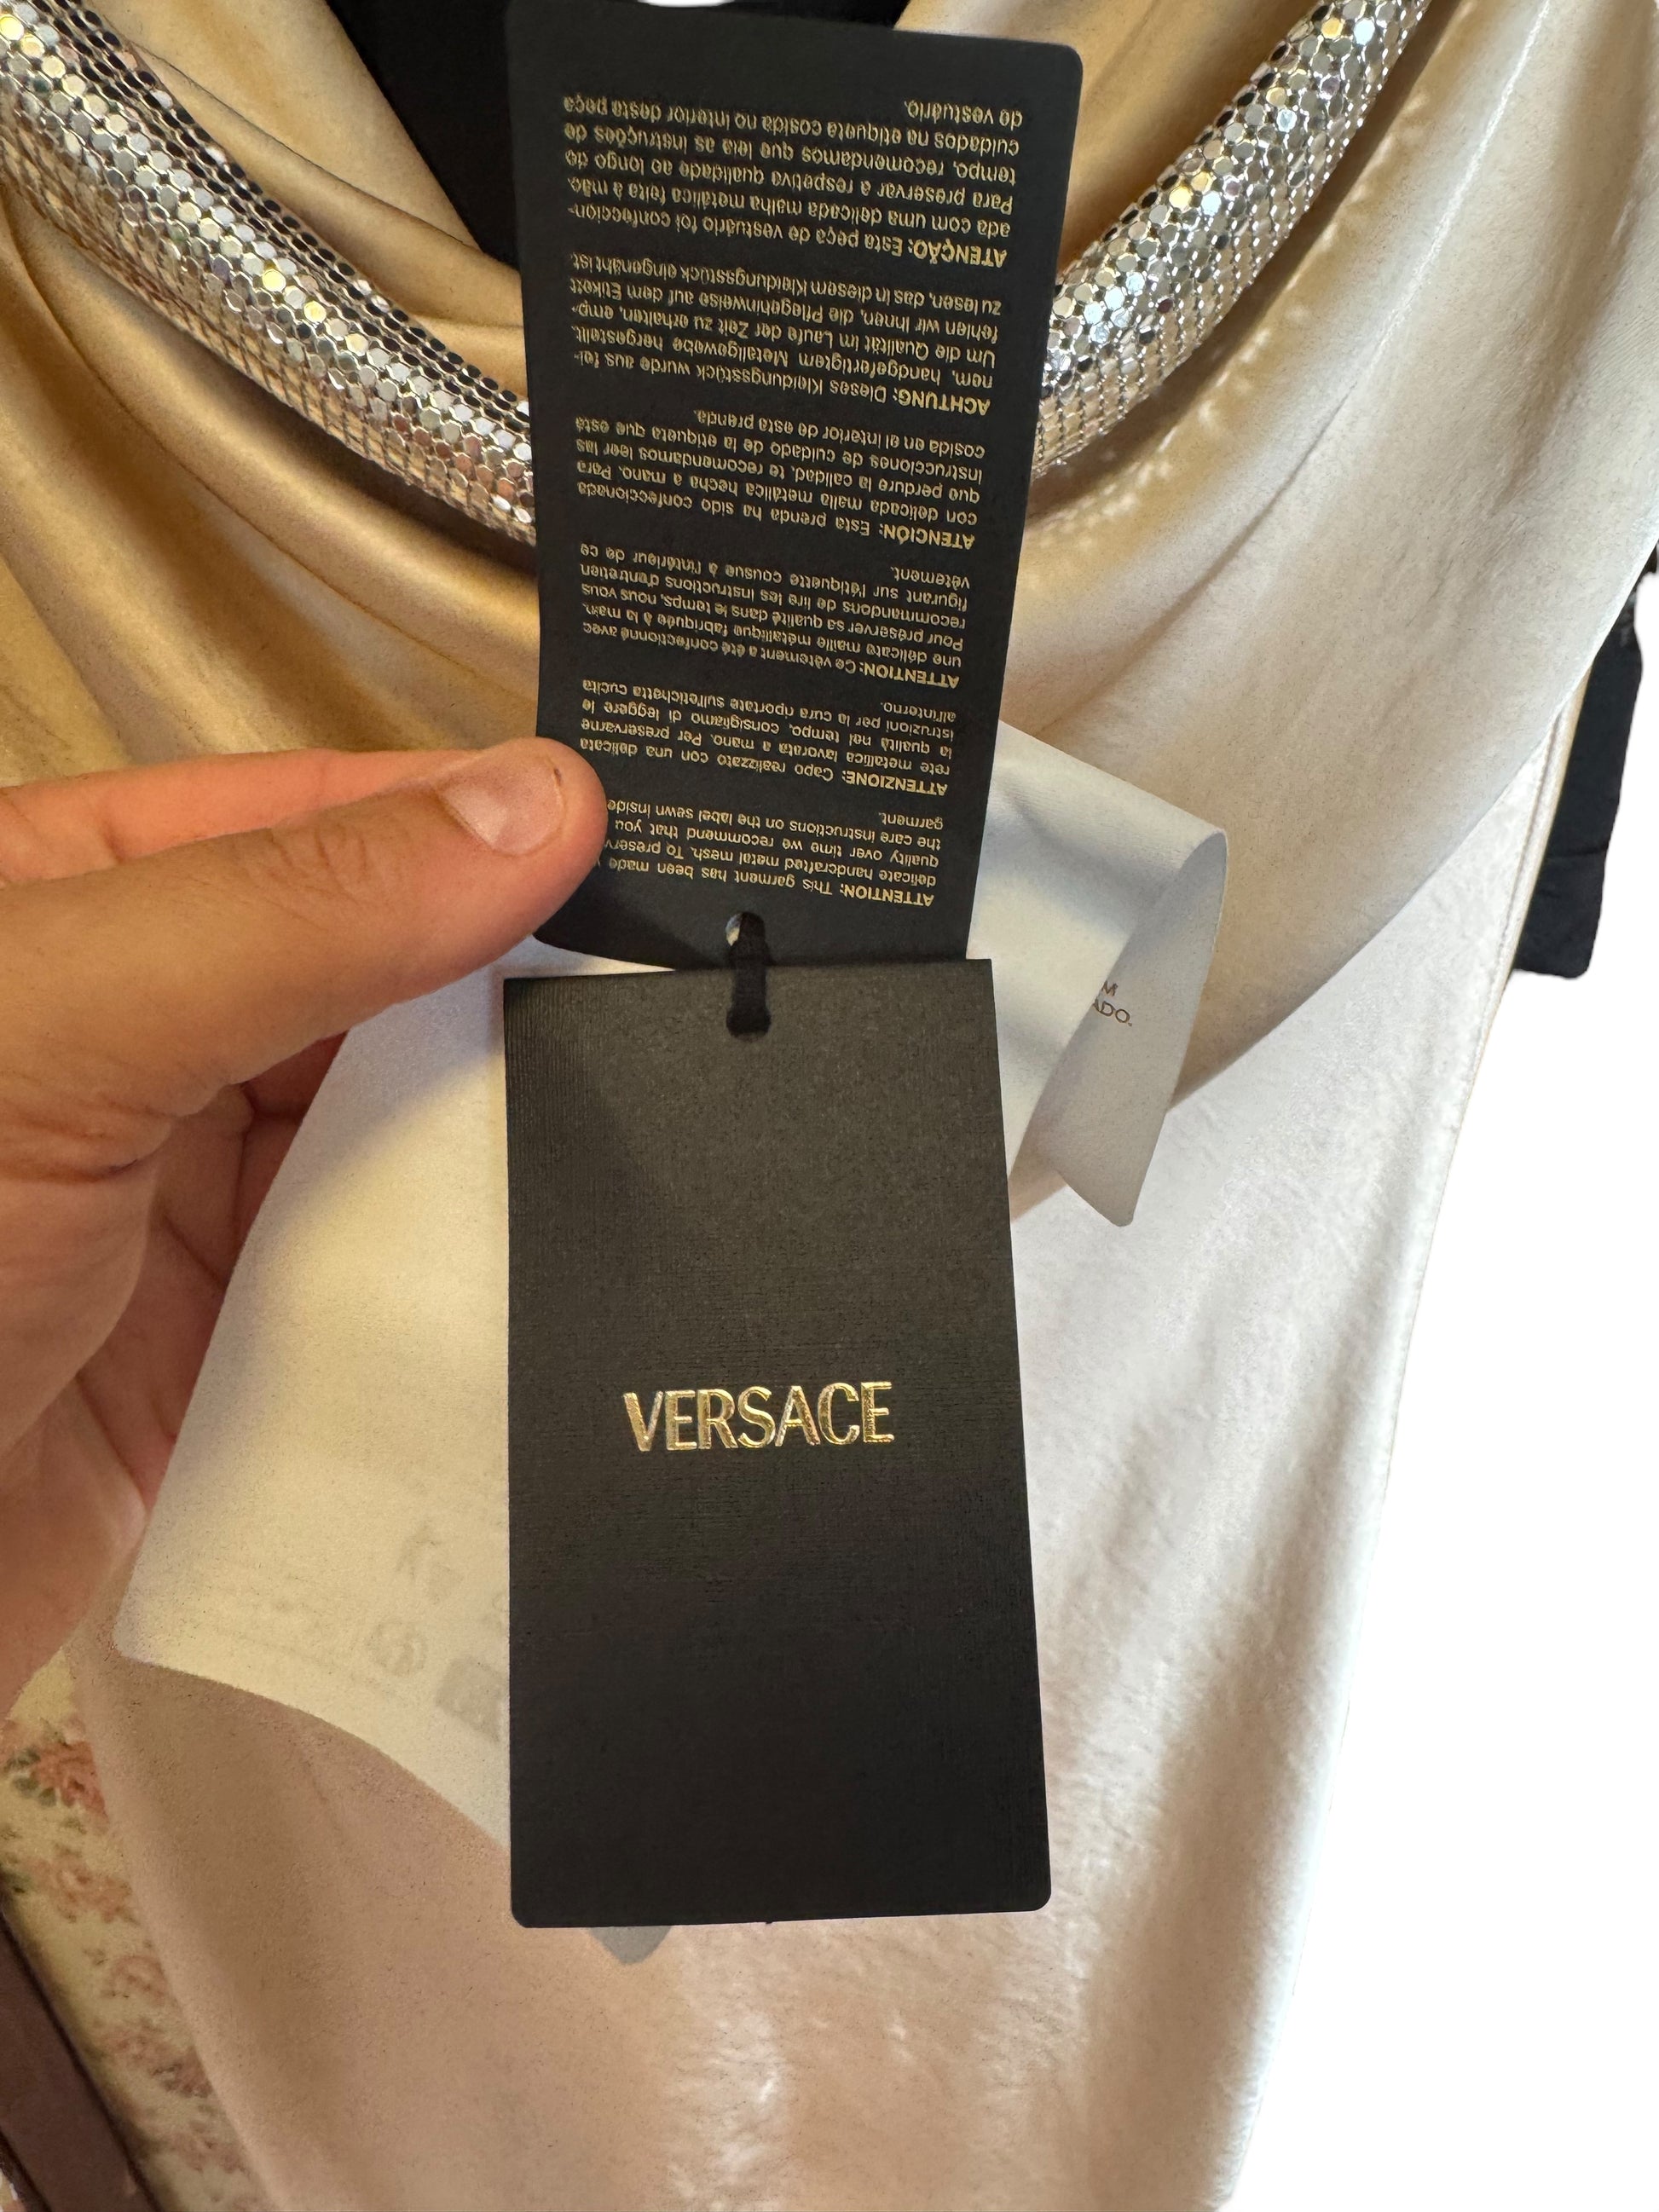 ATTENTION: This garment has been made
delicate handcrafted metal mesh. To preserve
quality over time we recommend that you
the care instructions on the label sewn inside
garment.
ATTENZIONE: Capo realizzato con una delicata
rete metallica lavorata a mano. Per preservarne
la qualità nel tempo, consigliamo di leggere le
istruzioni per la cura riportate sull'etichetta cucita
all'interno.
ATTENTION: Ce vêtement a été confectionné avec
une délicate maille métallique fabriquée à la main.
Pour préserver sa qualité dans le temps, nous vous
recommandons de lire les instructions d'entretien
figurant sur l'étiquette cousue à l'intérieur de ce
vêtement.
ATENCIÓN: Esta prenda ha sido confeccionada
con delicada malla metálica hecha a mano. Para
que perdure la calidad, te recomendamos leer las
instrucciones de cuidado de la etiqueta que está
cosida en el interior de esta prenda.
ACHTUNG: Dieses Kleidungsstück wurde aus fei-
nem, handgefertigtem Metallgewebe hergestellt.
Um die Qualität im Laufe der Zeit zu erhalten, emp-
fehlen wir Ihnen, die Pflegehinweise auf dem Etikett
zu lesen, das in diesem Kleidungsstück eingenäht ist.
ATENÇÃO: Esta peça de vestuário foi confeccion-
ada com uma delicada malha metálica feita à mão.
Para preservar a respetiva qualidade ao longo do
tempo, recomendamos que leia as instruções de
cuidados na etiqueta cosida no interior desta peça
de vestuário.
M
ADO.
VERSACE